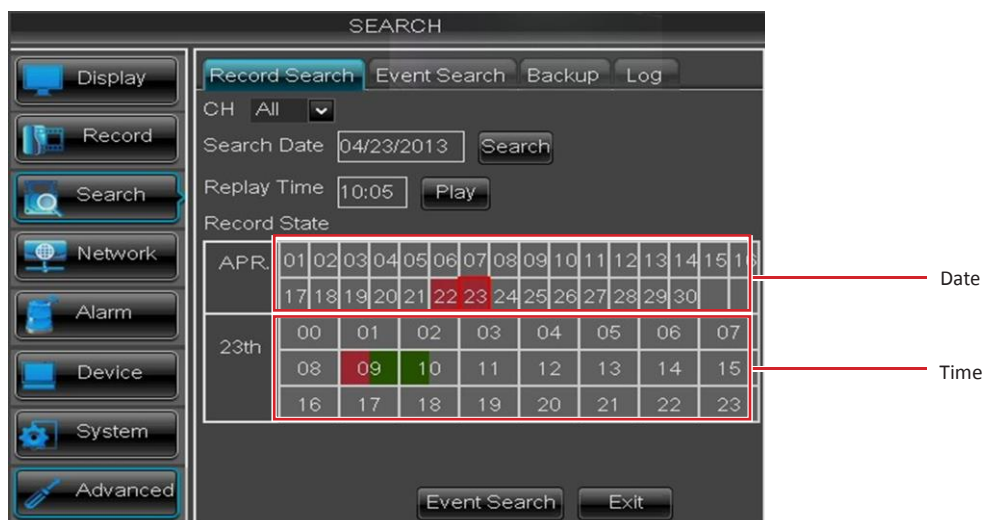 SEARCH
Display
Record
Search
Network
Alarm
Device
System
Advanced
Record Search Event Search Backup Log
CH All
Search Date 04/23/2013 Search
Replay Time 10:05 Play
Record State
APR. 01 02 03 04 05 06 07 08 09 10 11 12 13 14 15 16
17 18 19 20 21 22 23 24 25 26 27 28 29 30
23th 00 01 02 03 04 05 06 07
08 09 10 11 12 13 14 15
16 17 18 19 20 21 22 23
Event Search Exit
Date
Time